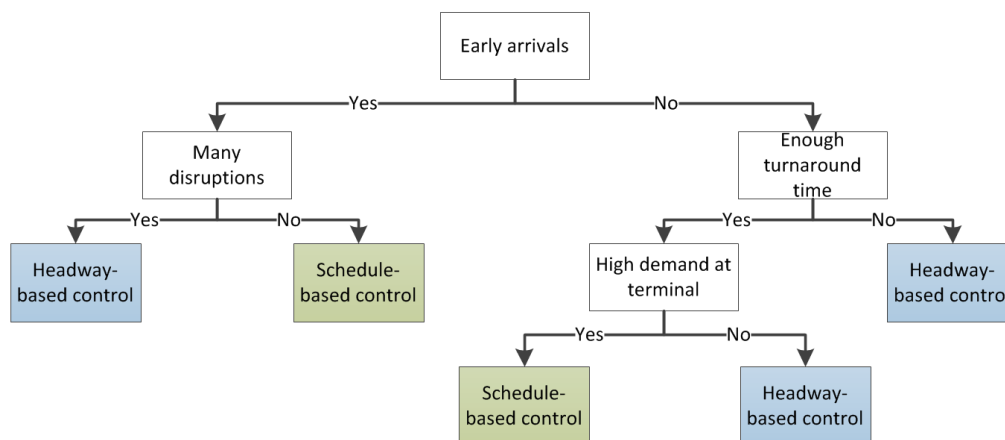 Early arrivals
Yes
No
Many
disruptions
Enough
turnaround
time
Yes
No
Yes
No
Headway-
based control
Schedule-
based control
High demand at
terminal
Headway-
based control
Yes
No
Schedule-
based control
Headway-
based control